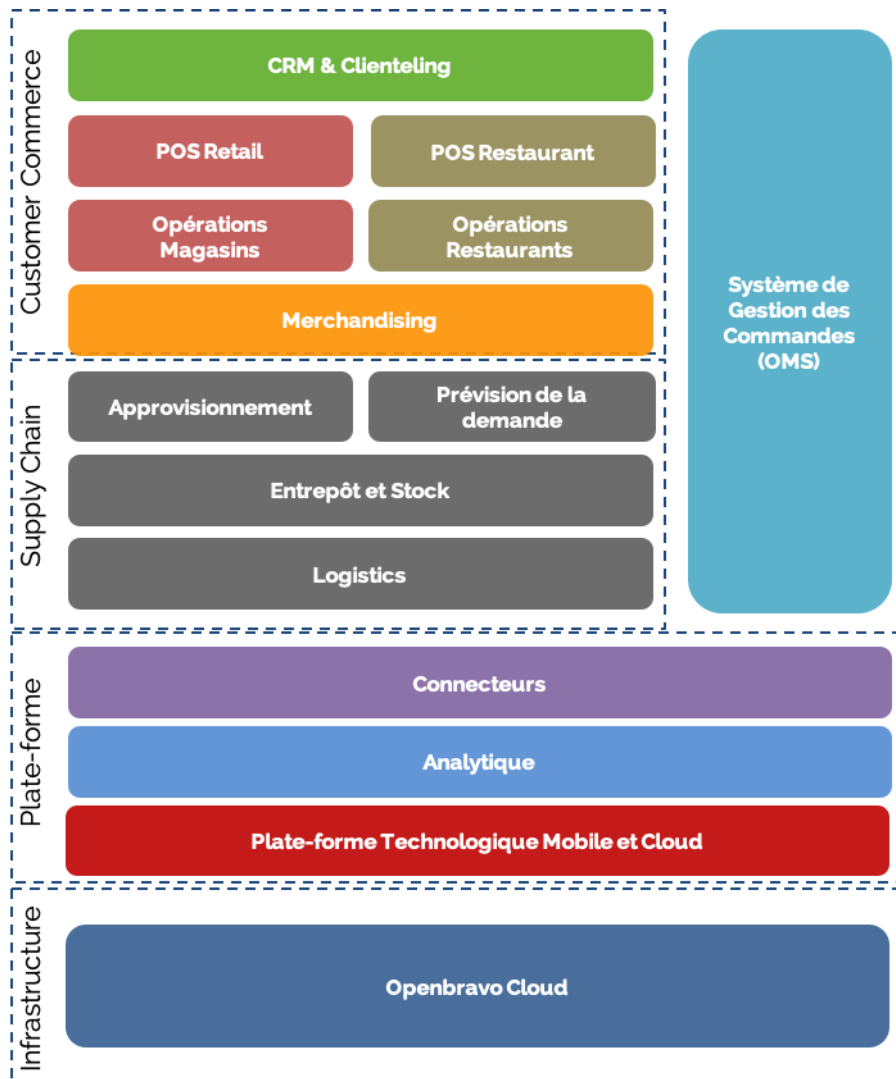 Customer Commerce
CRM & Clienteling
POS Retail
POS Restaurant
Opérations
Magasins
Opérations
Restaurants
Merchandising
Système de
Gestion des
Commandes
(OMS)
Supply Chain
Approvisionnement
Prévision de la
demande
Entrepôt et Stock
Logistics
Plate-forme
Connecteurs
Analytique
Plate-forme Technologique Mobile et Cloud
Infrastructure
Openbravo Cloud